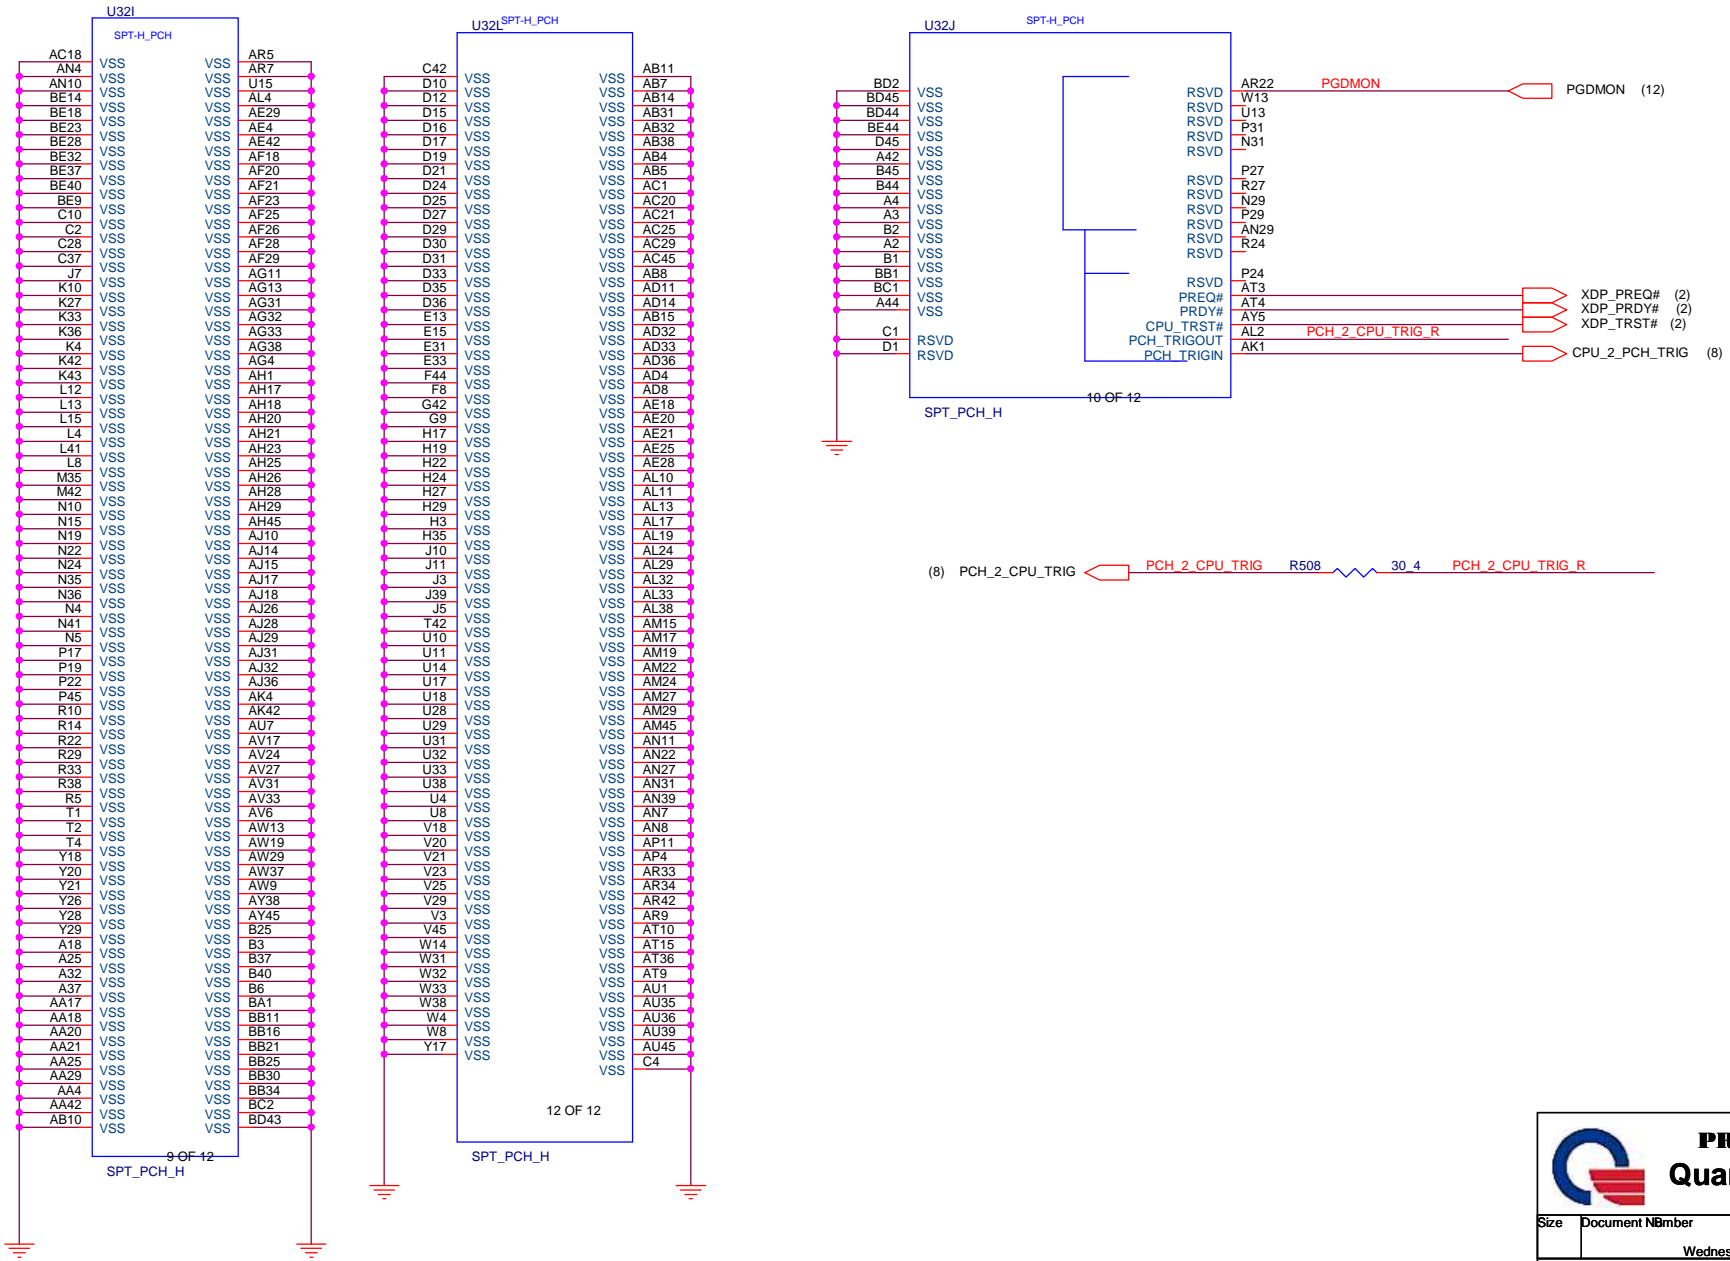 U32I
SPT-H_PCH
AC18 VSS VSS AR5
AN4 VSS VSS AR7
AN10 VSS VSS U15
BE14 VSS VSS AL4
BE18 VSS VSS AE29
BE23 VSS VSS AE4
BE28 VSS VSS AE42
BE32 VSS VSS AF18
BE37 VSS VSS AF20
BE40 VSS VSS AF21
BE9 VSS VSS AF23
C10 VSS VSS AF25
C2 VSS VSS AF26
C28 VSS VSS AF28
C37 VSS VSS AF29
J7 VSS VSS AG11
K10 VSS VSS AG13
K27 VSS VSS AG31
K33 VSS VSS AG32
K36 VSS VSS AG33
K4 VSS VSS AG38
K42 VSS VSS AG4
K43 VSS VSS AH1
L12 VSS VSS AH17
L13 VSS VSS AH18
L15 VSS VSS AH20
L4 VSS VSS AH21
L41 VSS VSS AH23
L8 VSS VSS AH25
M35 VSS VSS AH26
M42 VSS VSS AH28
N10 VSS VSS AH29
N15 VSS VSS AH45
N19 VSS VSS AJ10
N22 VSS VSS AJ14
N24 VSS VSS AJ15
N35 VSS VSS AJ17
N36 VSS VSS AJ18
N4 VSS VSS AJ26
N41 VSS VSS AJ28
N5 VSS VSS AJ29
P17 VSS VSS AJ31
P19 VSS VSS AJ32
P22 VSS VSS AJ36
P45 VSS VSS AK4
R10 VSS VSS AK42
R14 VSS VSS AU7
R22 VSS VSS AV17
R29 VSS VSS AV24
R33 VSS VSS AV27
R38 VSS VSS AV31
R5 VSS VSS AV33
T1 VSS VSS AV6
T2 VSS VSS AW13
T4 VSS VSS AW19
Y18 VSS VSS AW29
Y20 VSS VSS AW37
Y21 VSS VSS AW9
Y26 VSS VSS AY38
Y28 VSS VSS AY45
Y29 VSS VSS B25
A18 VSS VSS B3
A25 VSS VSS B37
A32 VSS VSS B40
A37 VSS VSS B6
AA17 VSS VSS BA1
AA18 VSS VSS BB11
AA20 VSS VSS BB16
AA21 VSS VSS BB21
AA25 VSS VSS BB25
AA29 VSS VSS BB30
AA4 VSS VSS BB34
AA42 VSS VSS BC2
AB10 VSS VSS BD43
9 OF 12
SPT_PCH_H
U32L
SPT-H_PCH
C42 VSS VSS AB11
D10 VSS VSS AB7
D12 VSS VSS AB14
D15 VSS VSS AB31
D16 VSS VSS AB32
D17 VSS VSS AB38
D19 VSS VSS AB4
D21 VSS VSS AB5
D24 VSS VSS AC1
D25 VSS VSS AC20
D27 VSS VSS AC21
D29 VSS VSS AC25
D30 VSS VSS AC29
D31 VSS VSS AC45
D33 VSS VSS AB8
D35 VSS VSS AD11
D36 VSS VSS AD14
E13 VSS VSS AB15
E15 VSS VSS AD32
E31 VSS VSS AD33
E33 VSS VSS AD36
F44 VSS VSS AD4
F8 VSS VSS AD8
G42 VSS VSS AE18
G9 VSS VSS AE20
H17 VSS VSS AE21
H19 VSS VSS AE25
H22 VSS VSS AE28
H24 VSS VSS AL10
H27 VSS VSS AL11
H29 VSS VSS AL13
H3 VSS VSS AL17
H35 VSS VSS AL19
J10 VSS VSS AL24
J11 VSS VSS AL29
J3 VSS VSS AL32
J39 VSS VSS AL33
J5 VSS VSS AL38
T42 VSS VSS AM15
U10 VSS VSS AM17
U11 VSS VSS AM19
U14 VSS VSS AM22
U17 VSS VSS AM24
U18 VSS VSS AM27
U28 VSS VSS AM29
U29 VSS VSS AM45
U31 VSS VSS AN11
U32 VSS VSS AN22
U33 VSS VSS AN27
U38 VSS VSS AN31
U4 VSS VSS AN39
U8 VSS VSS AN7
V18 VSS VSS AN8
V20 VSS VSS AP11
V21 VSS VSS AP4
V23 VSS VSS AR33
V25 VSS VSS AR34
V29 VSS VSS AR42
V3 VSS VSS AR9
V45 VSS VSS AT10
W14 VSS VSS AT15
W31 VSS VSS AT36
W32 VSS VSS AT9
W33 VSS VSS AU1
W38 VSS VSS AU35
W4 VSS VSS AU36
W8 VSS VSS AU39
Y17 VSS VSS AU45
VSS C4
12 OF 12
SPT_PCH_H
U32J
SPT-H_PCH
BD2 VSS RSVD AR22 PGDMON PGDMON (12)
BD45 VSS RSVD W13
BD44 VSS RSVD U13
BE44 VSS RSVD P31
D45 VSS RSVD N31
A42 VSS
B45 VSS RSVD P27
B44 VSS RSVD R27
A4 VSS RSVD N29
A3 VSS RSVD P29
B2 VSS RSVD AN29
A2 VSS RSVD R24
B1 VSS
BB1 VSS RSVD P24
BC1 VSS PREQ# AT3 XDP_PREQ# (2)
A44 VSS PRDY# AT4 XDP_PRDY# (2)
CPU_TRST# AY5 XDP_TRST# (2)
C1 RSVD PCH_TRIGOUT AL2 PCH_2_CPU_TRIG_R
D1 RSVD PCH_TRIGIN AK1 CPU_2_PCH_TRIG (8)
10 OF 12
SPT_PCH_H
(8) PCH_2_CPU_TRIG PCH_2_CPU_TRIG R508 30_4 PCH_2_CPU_TRIG_R
PR
Quan
Size Document Number
Wednes